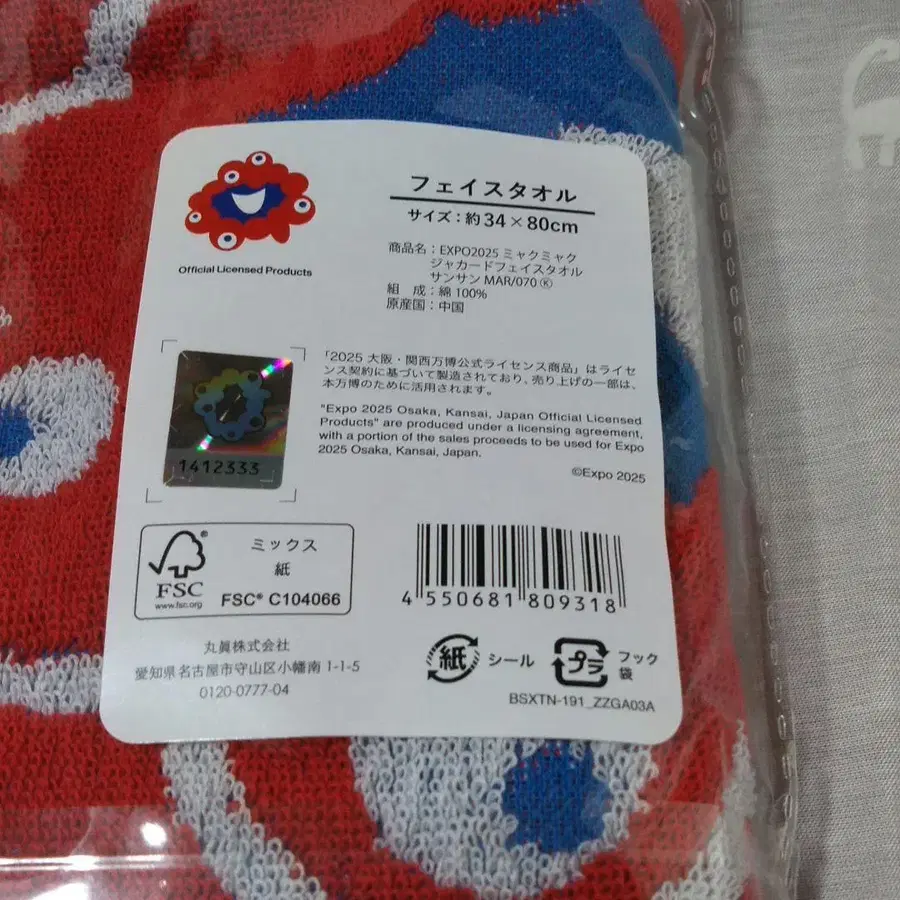 Official Licensed Products
フェイスタオル
サイズ:約34×80cm
商品名:EXPO2025 ミャクミャク
ジャカードフェイスタオル
サンサン MAR/070 Ⓚ
組 成:綿 100%
原産国:中国
1412333
「2025 大阪・関西万博公式ライセンス商品」はライセ
ンス契約に基づいて製造されており、売り上げの一部は、
本万博のために活用されます。
"Expo 2025 Osaka, Kansai, Japan Official Licensed
Products" are produced under a licensing agreement,
with a portion of the sales proceeds to be used for Expo
2025 Osaka, Kansai, Japan.
©Expo 2025
FSC
www.fsc.org
ミックス
紙
FSC® C104066
4 550681 809318
丸眞株式会社
愛知県名古屋市守山区小幡南 1-1-5
0120-0777-04
紙 シール
プラ フック
袋
BSXTN-191_ZZGA03A